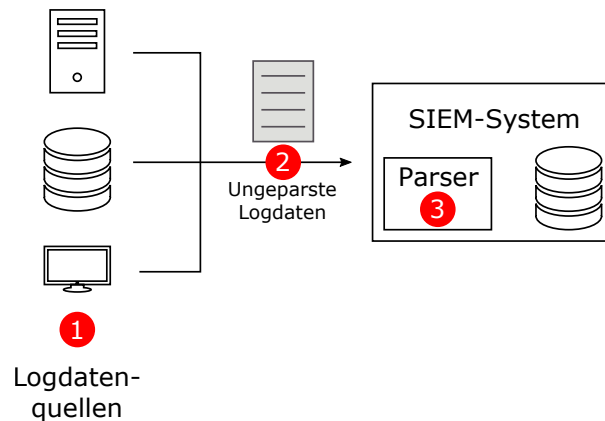 SIEM-System
Parser
3
2
Ungeparste
Logdaten
1
Logdaten-
quellen